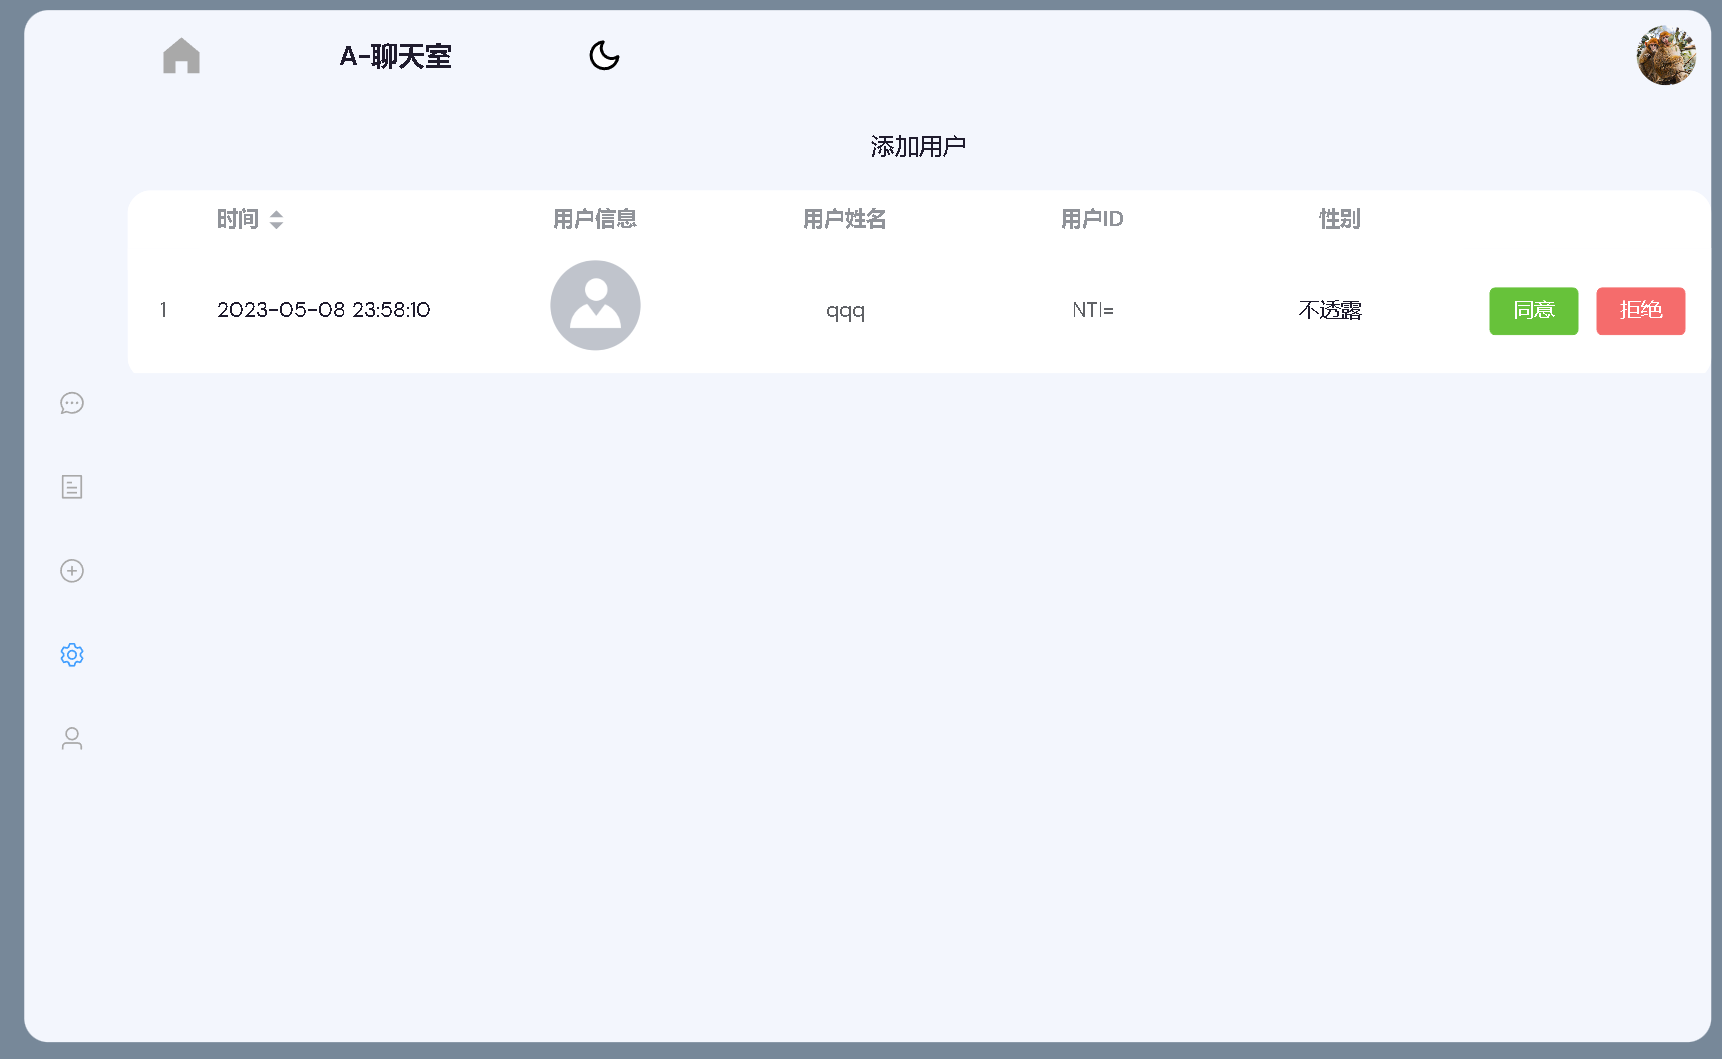 A-聊天室
添加用户
时间 用户信息 用户姓名 用户ID 性别
1 2023-05-08 23:58:10 qqq NTI= 不透露 同意 拒绝